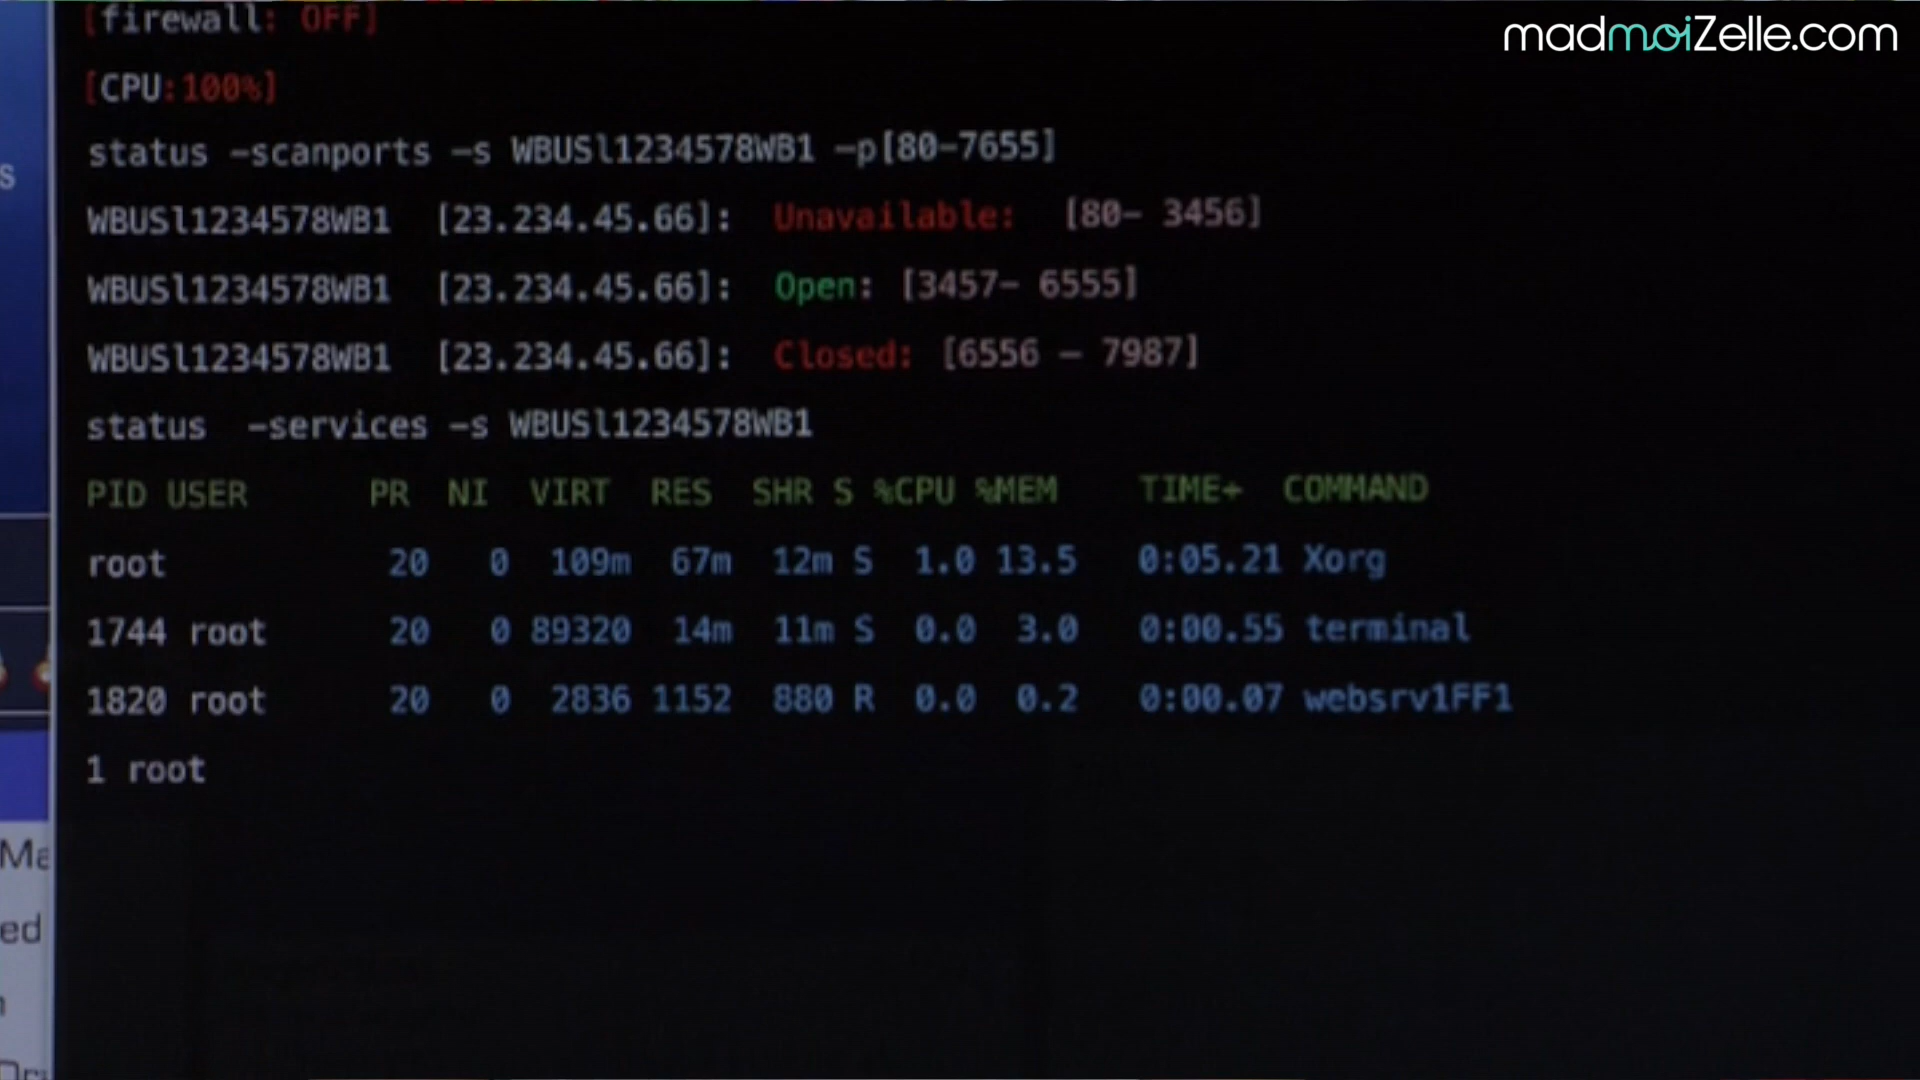 madmoiZelle.com
[firewall: OFF]
[CPU:100%]
s
status -scanports -s WBUSl1234578WB1 -p[80-7655]
WBUSl1234578WB1 [23.234.45.66]: Unavailable: [80- 3456]
WBUSl1234578WB1 [23.234.45.66]: Open: [3457- 6555]
WBUSl1234578WB1 [23.234.45.66]: Closed: [6556 - 7987]
status -services -s WBUSl1234578WB1
PID USER PR NI VIRT RES SHR S %CPU %MEM TIME+ COMMAND
root 20 0 109m 67m 12m S 1.0 13.5 0:05.21 Xorg
1744 root 20 0 89320 14m 11m S 0.0 3.0 0:00.55 terminal
1820 root 20 0 2836 1152 880 R 0.0 0.2 0:00.07 websrv1FF1
1 root
Ma
ed